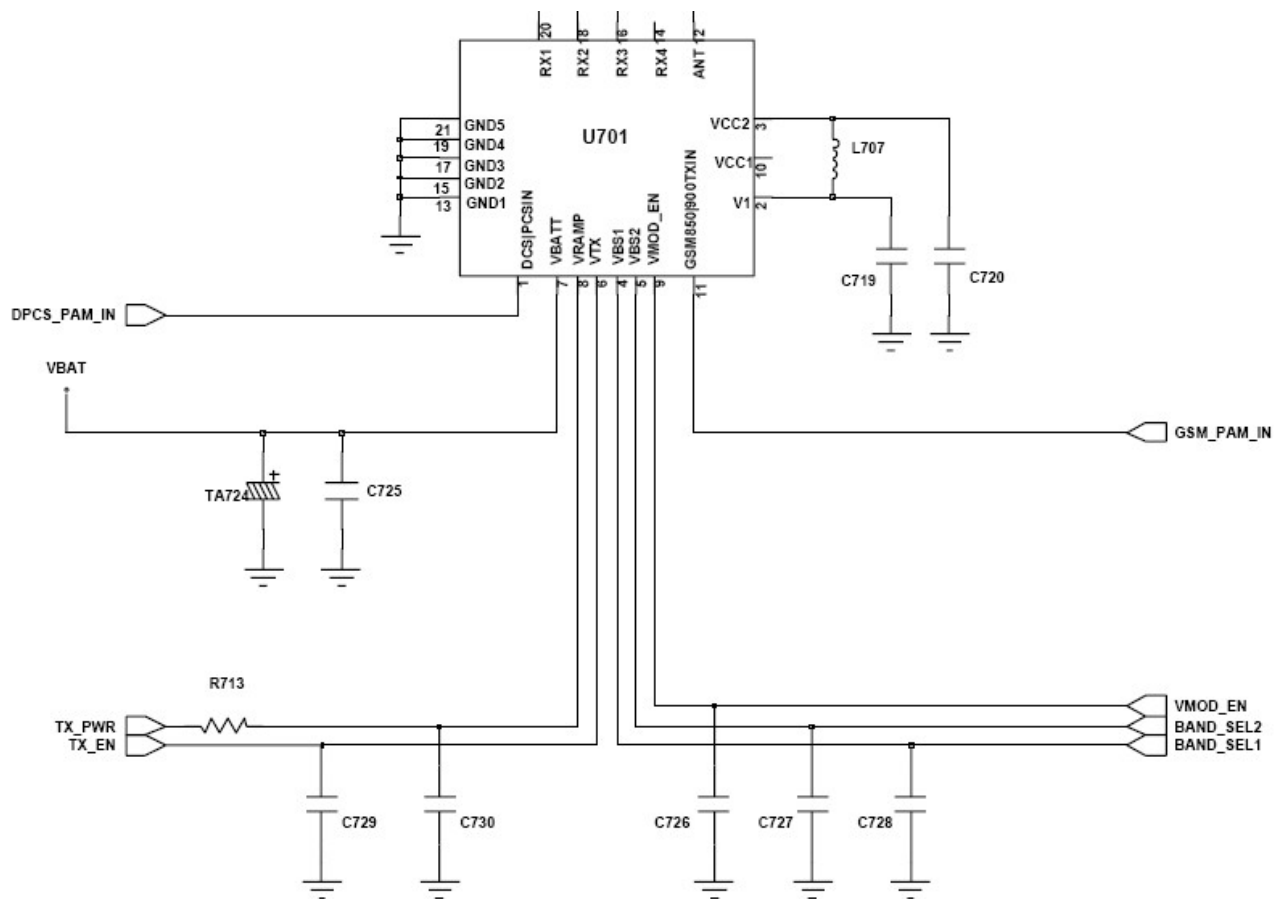 20 18 16 14 12
RX1 RX2 RX3 RX4 ANT
U701
21 GND5
19 GND4
17 GND3
15 GND2
13 GND1
VCC2 3
VCC1 10
V1 2
L707
DCS|PCSIN VBATT VRAMP VTX VBS1 VBS2 VMOD_EN GSM850|900TXIN
1 7 8 6 4 5 9 11
C719 C720
DPCS_PAM_IN
VBAT
GSM_PAM_IN
TA724 + C725
R713
TX_PWR
TX_EN
VMOD_EN
BAND_SEL2
BAND_SEL1
C729 C730 C726 C727 C728